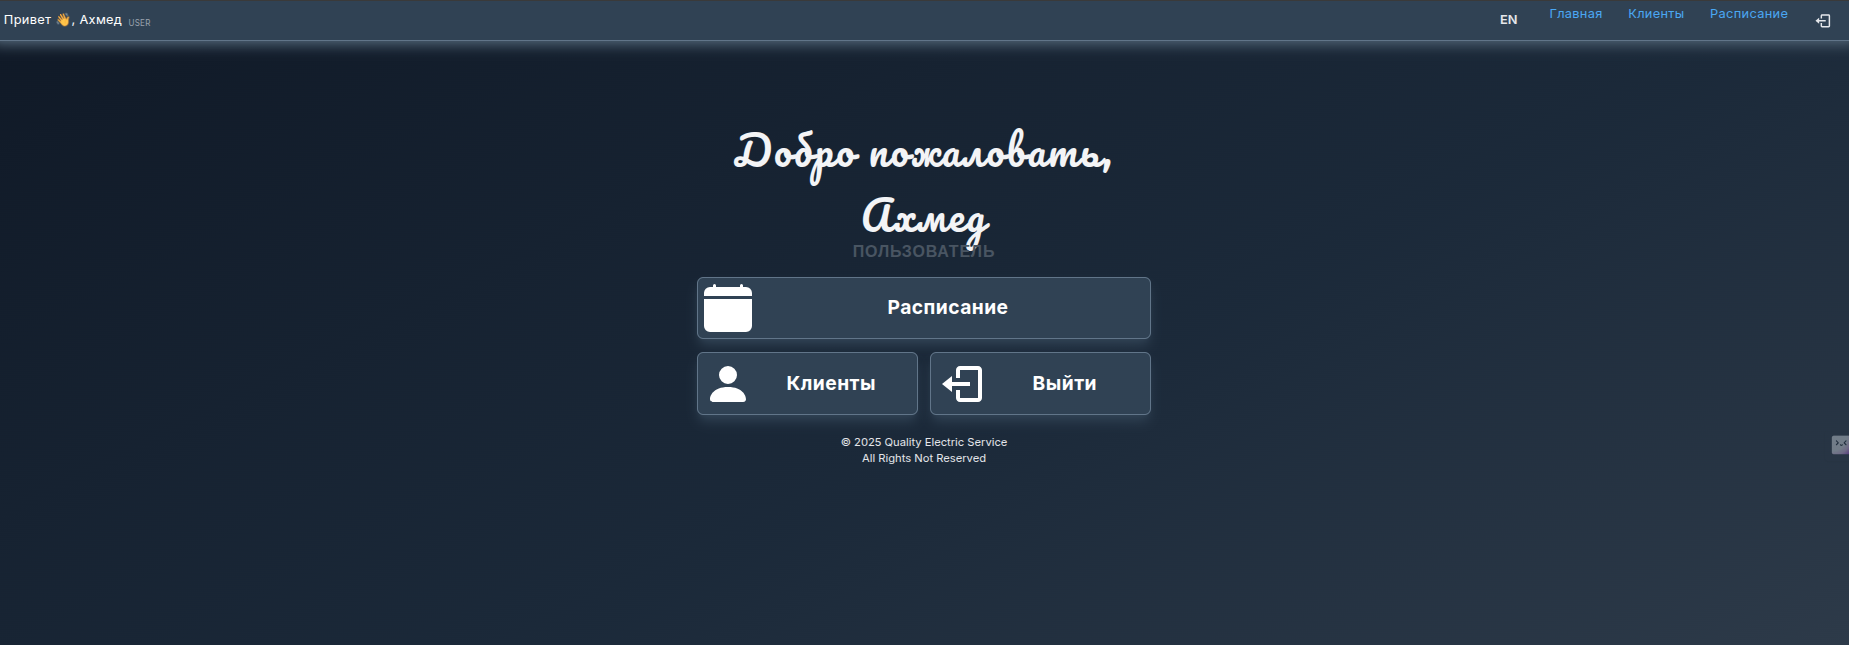 Привет 👋, Ахмед USER
EN Главная Клиенты Расписание
Добро пожаловать,
Ахмед
ПОЛЬЗОВАТЕЛЬ
Расписание
Клиенты
Выйти
© 2025 Quality Electric Service
All Rights Not Reserved